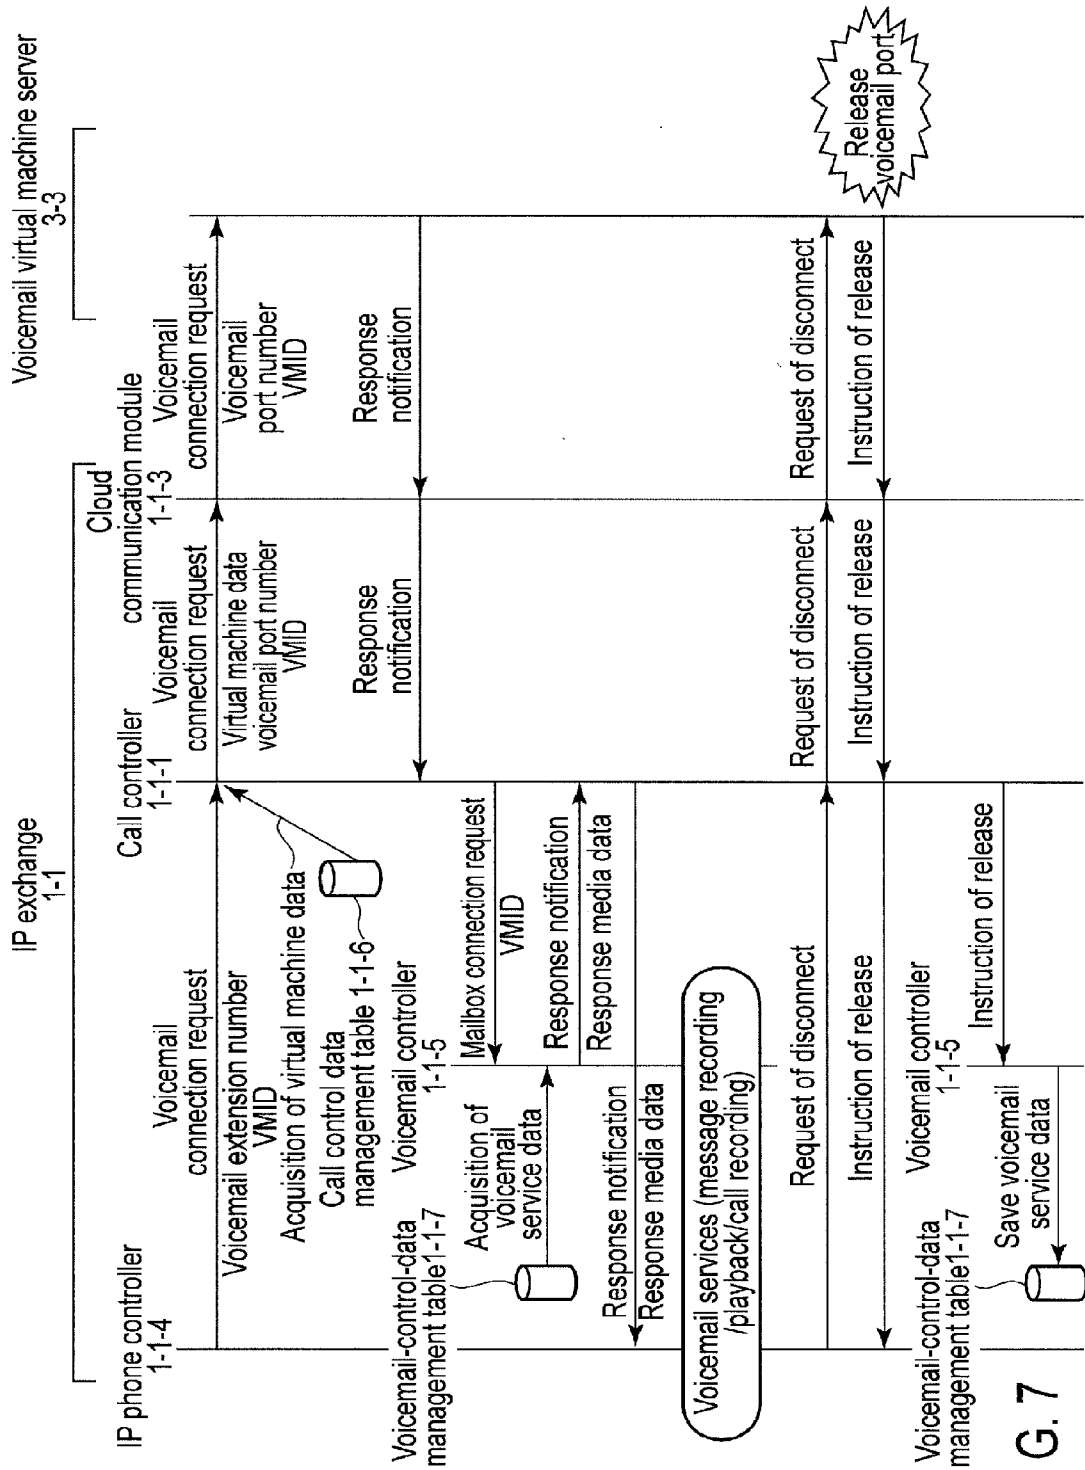 Voicemail virtual machine server
3-3
IP exchange
1-1
IP phone controller
1-1-4
Call controller
1-1-1
Cloud
communication module
1-1-3
Voicemail
connection request
Voicemail extension number
VMID
Acquisition of virtual machine data
Call control data
management table 1-1-6
Voicemail
connection request
Virtual machine data
voicemail port number
VMID
Voicemail
connection request
Voicemail
port number
VMID
Response
notification
Response
notification
Voicemail-control-data
management table1-1-7
Voicemail controller
1-1-5
Mailbox connection request
VMID
Acquisition of
voicemail
service data
Response notification
Response media data
Response notification
Response media data
Voicemail services (message recording
/playback/call recording)
Request of disconnect
Request of disconnect
Request of disconnect
Release
voicemail port
Instruction of release
Instruction of release
Instruction of release
Voicemail-control-data
management table1-1-7
Voicemail controller
1-1-5
Instruction of release
Save voicemail
service data
G. 7